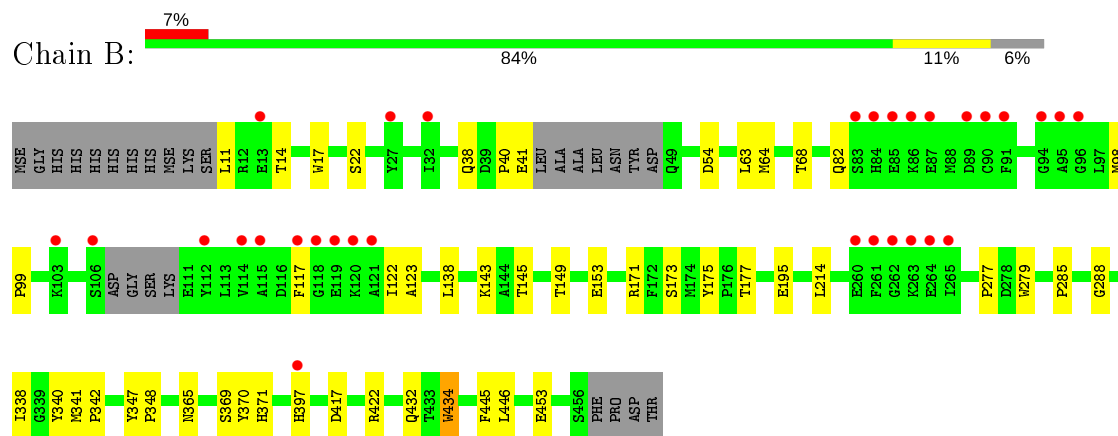 7%
Chain B:
84% 11% 6%
MSE GLY HIS HIS HIS HIS HIS HIS MSE LYS SER L11 R12 E13 T14 W17 S22 Y27 I32 Q38 D39 P40 E41 LEU ALA ALA LEU ASN TYR ASP Q49 D54 L63 M64 T68 Q82 S83 H84 E85 K86 E87 M88 D89 C90 F91 G94 A95 G96 L97 M98
P99 K103 S106 ASP GLY SER LYS E111 Y112 L113 V114 A115 D116 F117 G118 E119 K120 A121 I122 A123 L138 K143 A144 T145 T149 E153 R171 F172 S173 M174 Y175 P176 T177 E195 L214 E260 F261 G262 K263 E264 I265 P277 D278 W279 P285 G288
I338 G339 Y340 M341 P342 Y347 P348 N365 S369 Y370 H371 H397 D417 R422 Q432 T433 W434 F445 L446 E453 S456 PHE PRO ASP THR